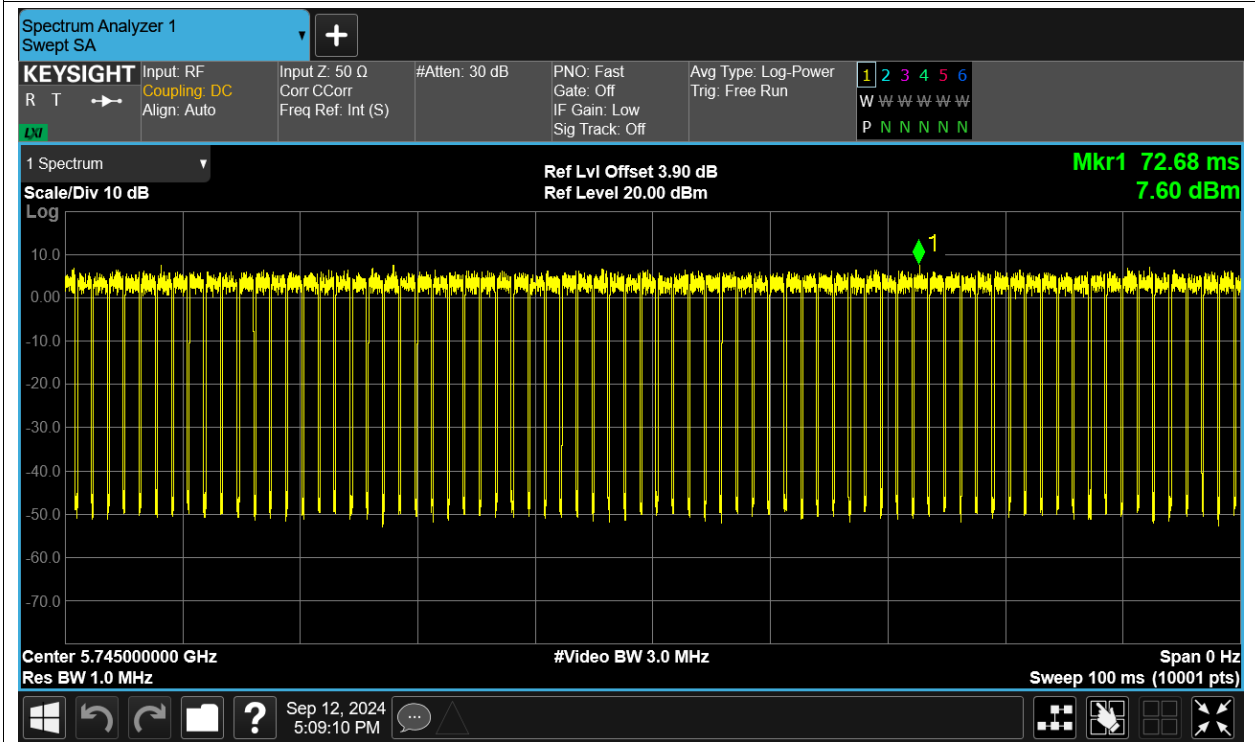 Spectrum Analyzer 1
Swept SA
KEYSIGHT
R T
LXI
Input: RF
Coupling: DC
Align: Auto
Input Z: 50 Ω
Corr CCorr
Freq Ref: Int (S)
#Atten: 30 dB
PNO: Fast
Gate: Off
IF Gain: Low
Sig Track: Off
Avg Type: Log-Power
Trig: Free Run
1 2 3 4 5 6
W W W W W W
P N N N N N
1 Spectrum
Scale/Div 10 dB
Log
Ref Lvl Offset 3.90 dB
Ref Level 20.00 dBm
Mkr1 72.68 ms
7.60 dBm
1
10.0
0.00
-10.0
-20.0
-30.0
-40.0
-50.0
-60.0
-70.0
Center 5.745000000 GHz
Res BW 1.0 MHz
#Video BW 3.0 MHz
Span 0 Hz
Sweep 100 ms (10001 pts)
?
Sep 12, 2024
5:09:10 PM